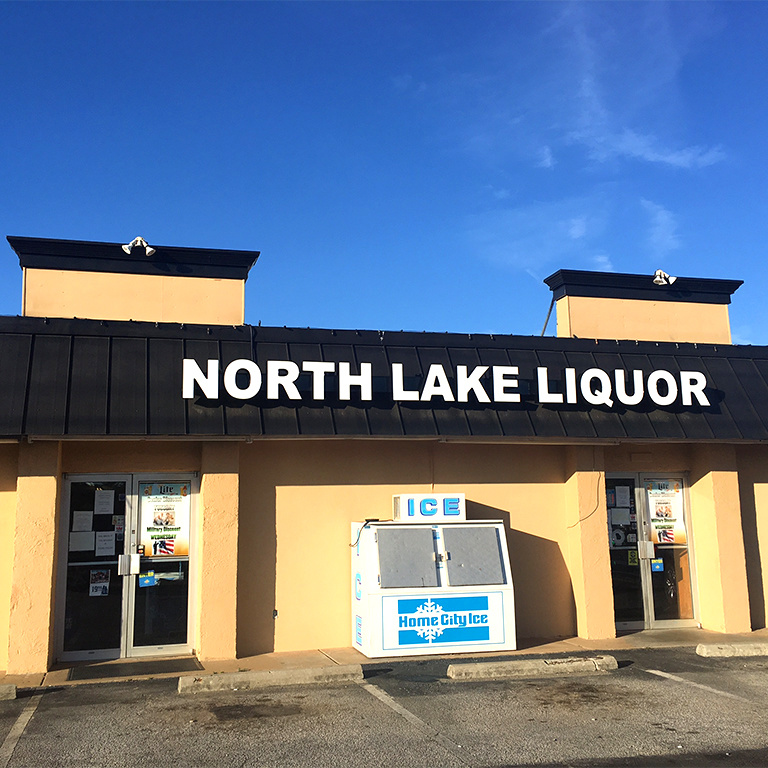 NORTH LAKE LIQUOR
ICE
ICE
Home City Ice
Lite
Military Discount
WEDNESDAY